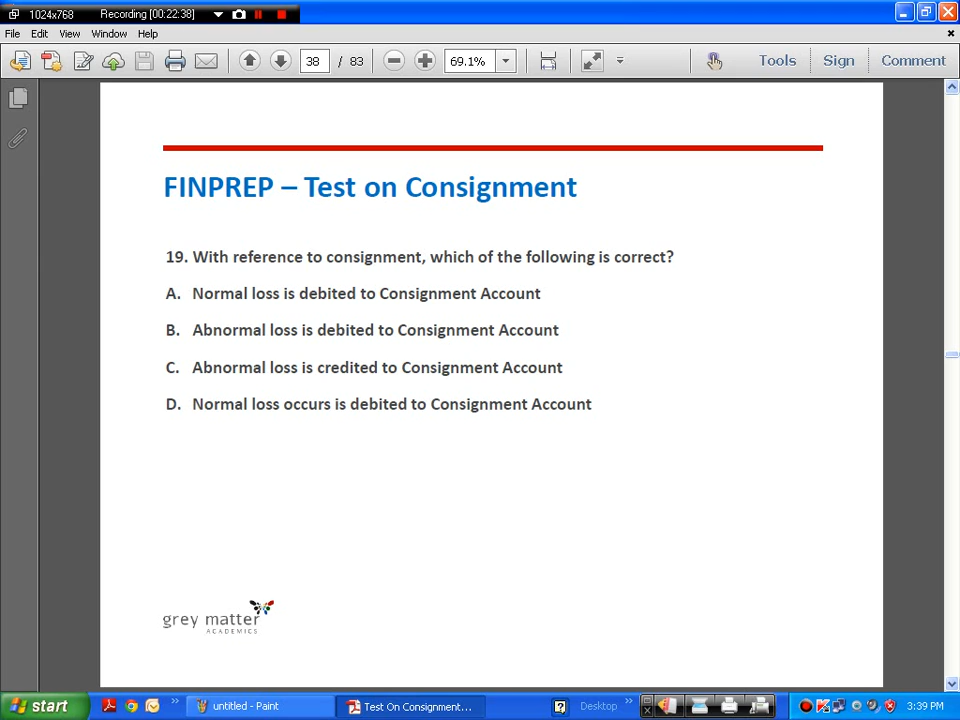 1024x768 Recording [00:22:38]
File Edit View Window Help
38 / 83 69.1% Tools Sign Comment
FINPREP – Test on Consignment
19. With reference to consignment, which of the following is correct?
A. Normal loss is debited to Consignment Account
B. Abnormal loss is debited to Consignment Account
C. Abnormal loss is credited to Consignment Account
D. Normal loss occurs is debited to Consignment Account
grey matter
ACADEMICS
start untitled - Paint Test On Consignment... Desktop 3:39 PM